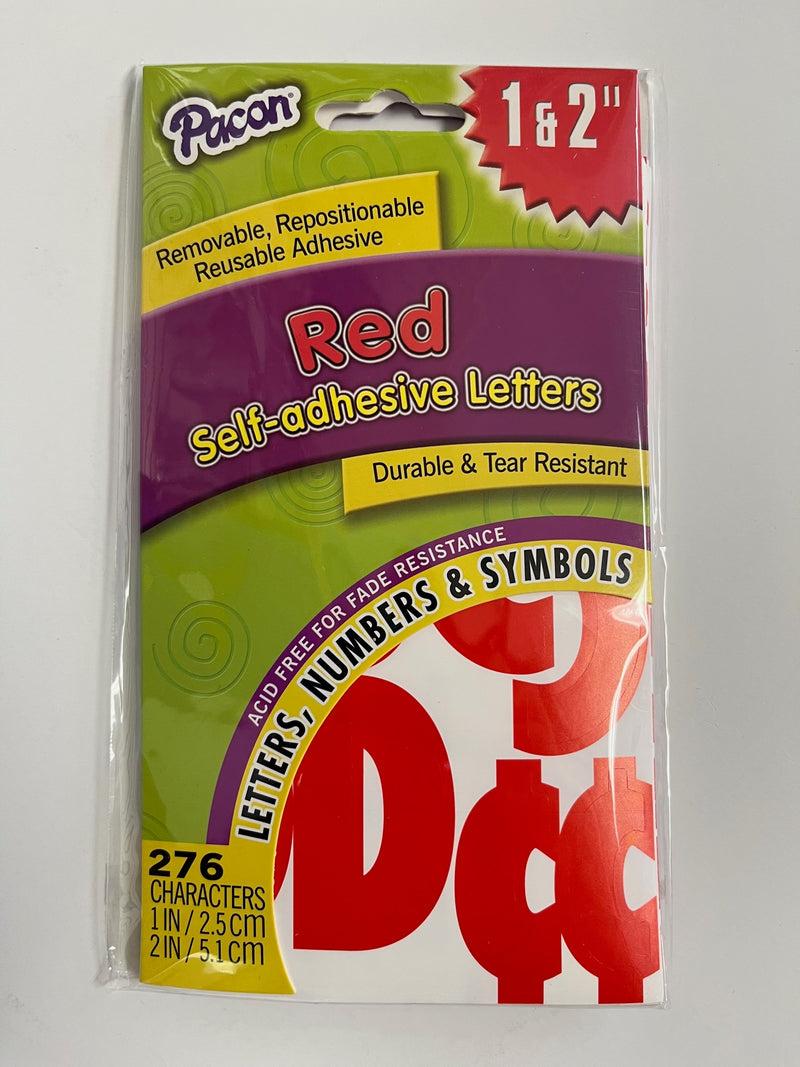 Pacon®
1 & 2"
Removable, Repositionable
Reusable Adhesive
Red
Self-adhesive Letters
Durable & Tear Resistant
ACID FREE FOR FADE RESISTANCE
LETTERS, NUMBERS & SYMBOLS
D¢¢
276
CHARACTERS
1 IN / 2.5 cm
2 IN / 5.1 cm